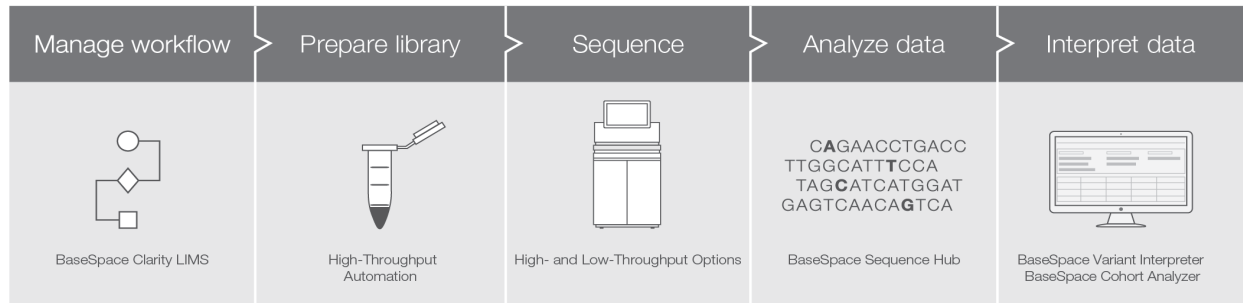 Manage workflow
Prepare library
Sequence
Analyze data
Interpret data
CAGAACCTGACC
TTGGCATTTCCA
TAGCATCATGGAT
GAGTCAACAGTCA
BaseSpace Clarity LIMS
High-Throughput
Automation
High- and Low-Throughput Options
BaseSpace Sequence Hub
BaseSpace Variant Interpreter
BaseSpace Cohort Analyzer